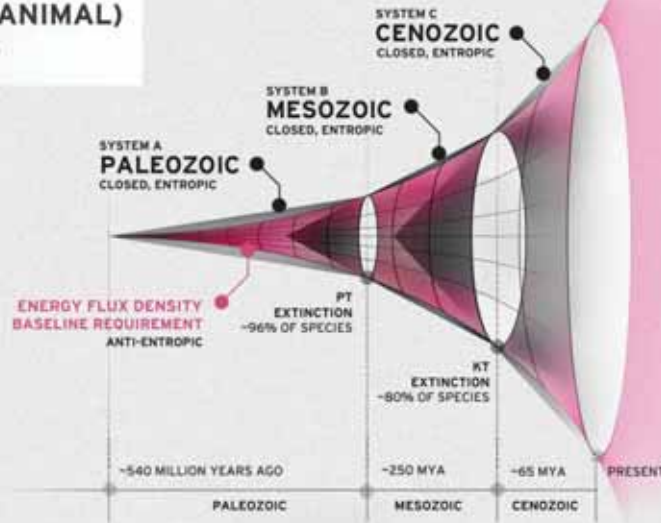 ANIMAL)
SYSTEM C
CENOZOIC
CLOSED, ENTROPIC
SYSTEM B
MESOZOIC
CLOSED, ENTROPIC
SYSTEM A
PALEOZOIC
CLOSED, ENTROPIC
ENERGY FLUX DENSITY
BASELINE REQUIREMENT
ANTI-ENTROPIC
PT
EXTINCTION
~96% OF SPECIES
KT
EXTINCTION
~80% OF SPECIES
~540 MILLION YEARS AGO
~250 MYA
~65 MYA
PRESENT
PALEOZOIC
MESOZOIC
CENOZOIC